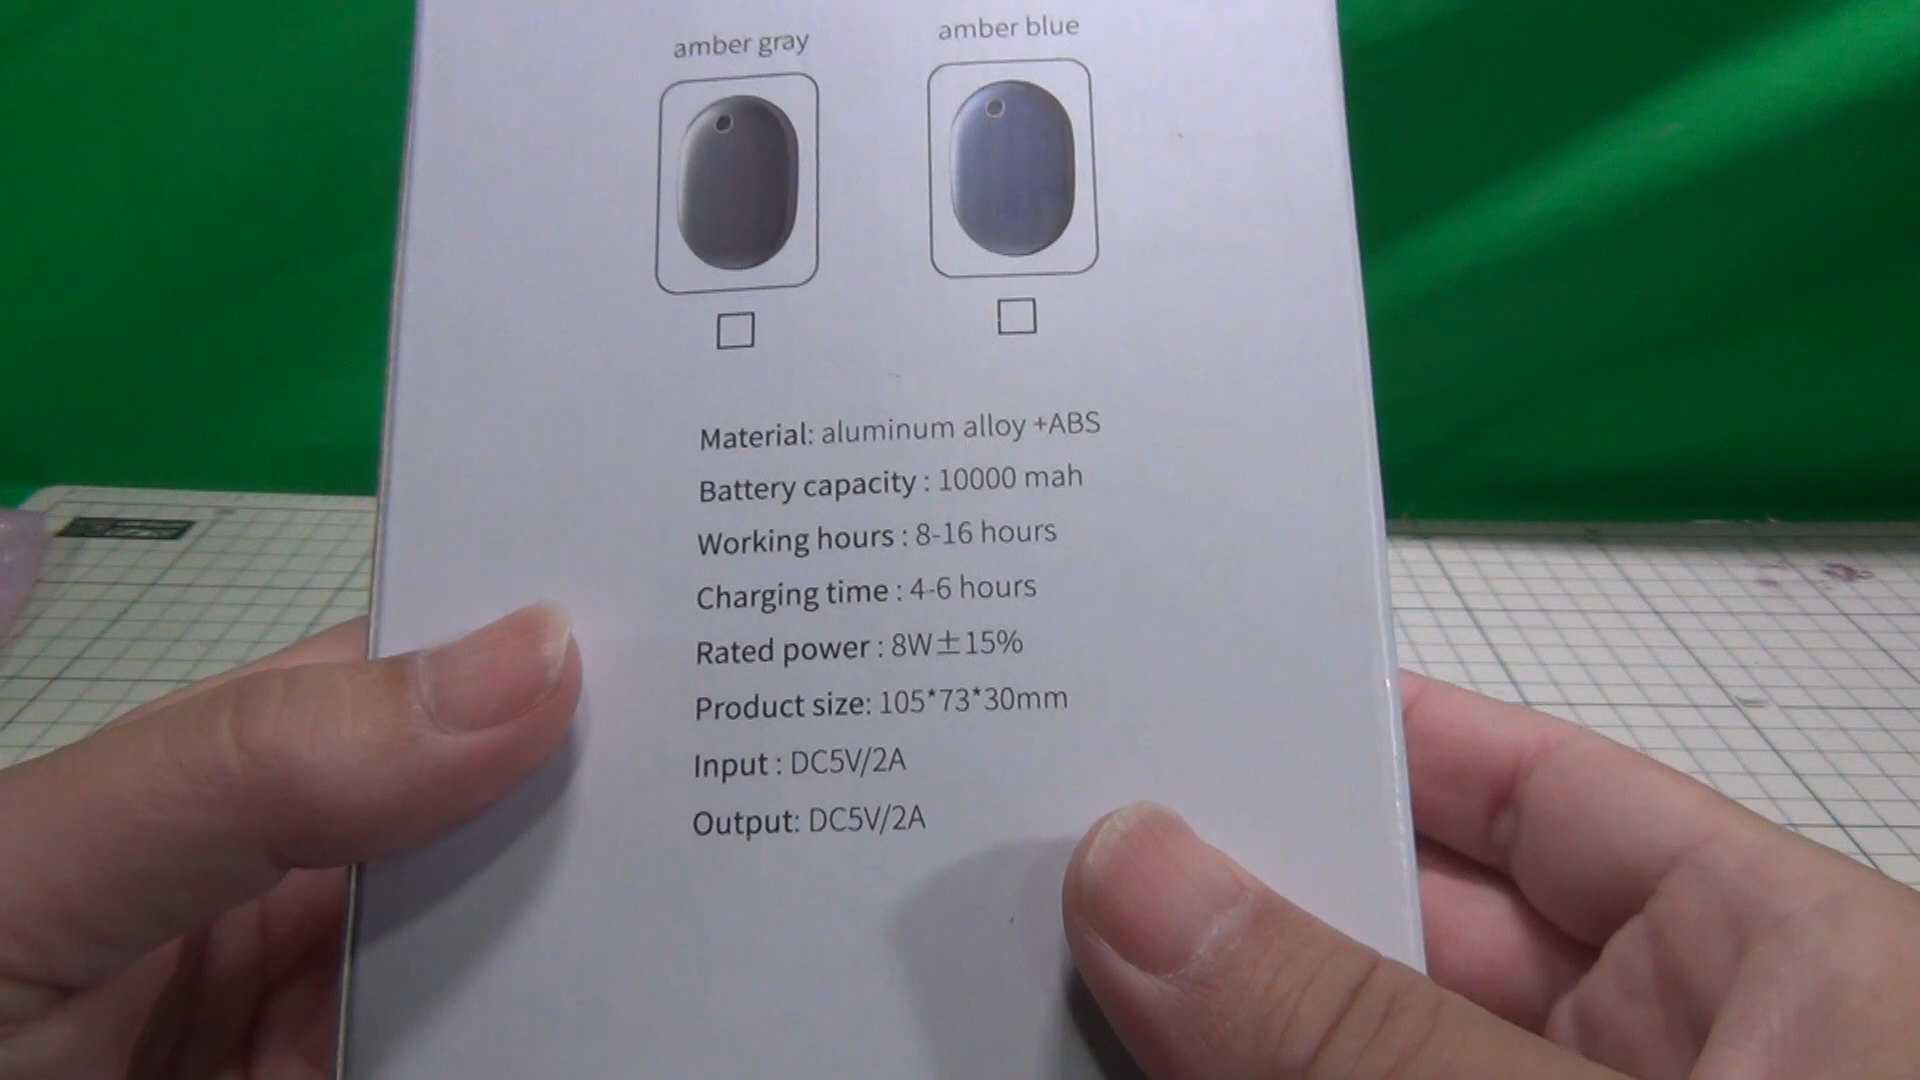 amber gray
amber blue
Material: aluminum alloy +ABS
Battery capacity : 10000 mah
Working hours : 8-16 hours
Charging time : 4-6 hours
Rated power : 8W±15%
Product size: 105*73*30mm
Input : DC5V/2A
Output: DC5V/2A